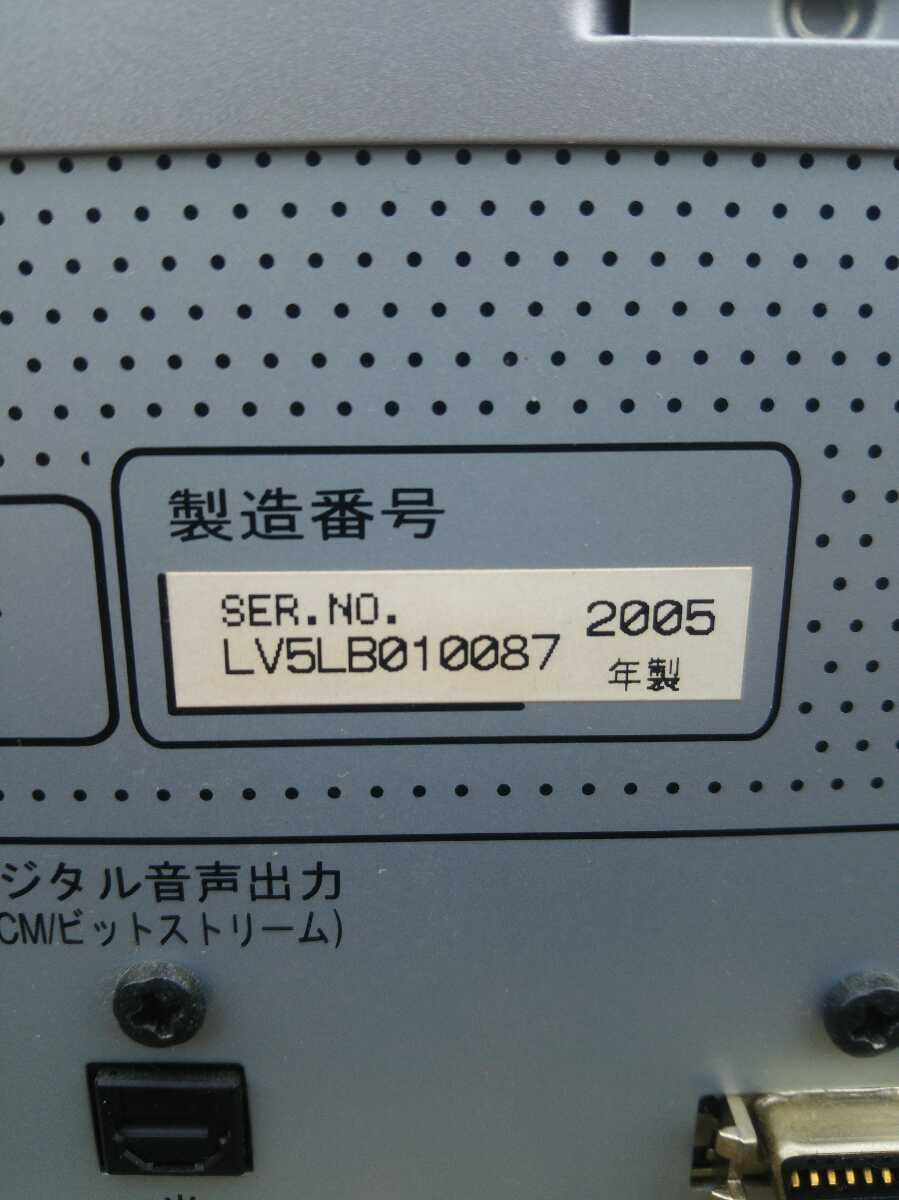 製造番号
SER.NO.
2005
LV5LB010087
年製
ジタル音声出力
CM/ビットストリーム)